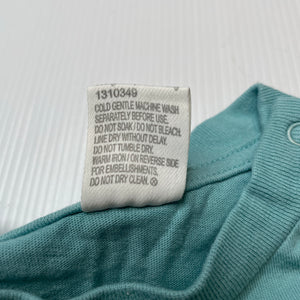 1310349
COLD GENTLE MACHINE WASH
SEPARATELY BEFORE USE.
DO NOT SOAK/ DO NOT BLEACH.
LINE DRY WITHOUT DELAY.
DO NOT TUMBLE DRY.
WARM IRON/ ON REVERSE SIDE
FOR EMBELLISHMENTS.
DO NOT DRY CLEAN.